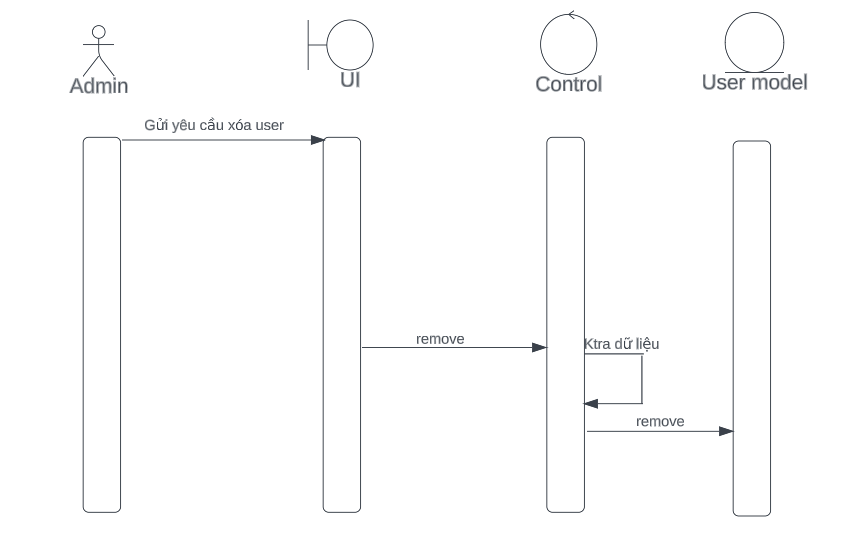 Admin
UI
Control
User model
Gửi yêu cầu xóa user
remove
Ktra dữ liệu
remove